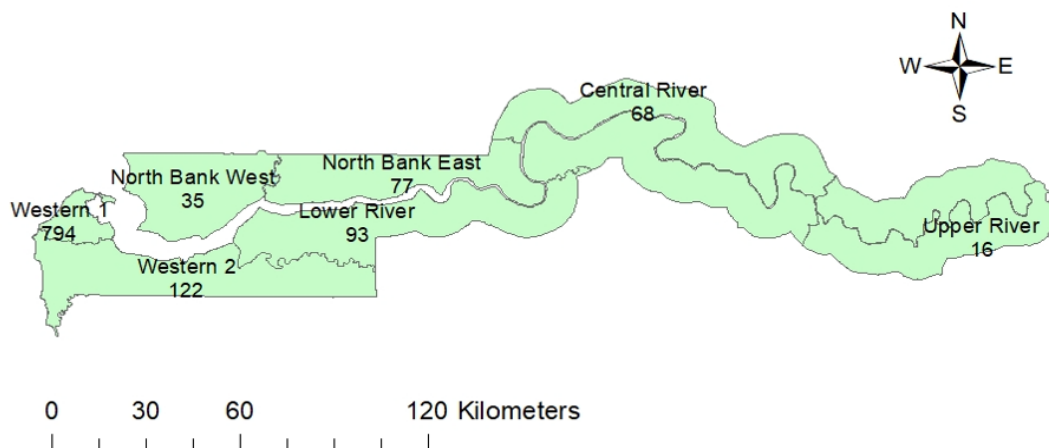 N
W E
S
Central River
68
North Bank East
77
North Bank West
35
Western 1
794
Lower River
93
Upper River
16
Western 2
122
0 30 60 120 Kilometers